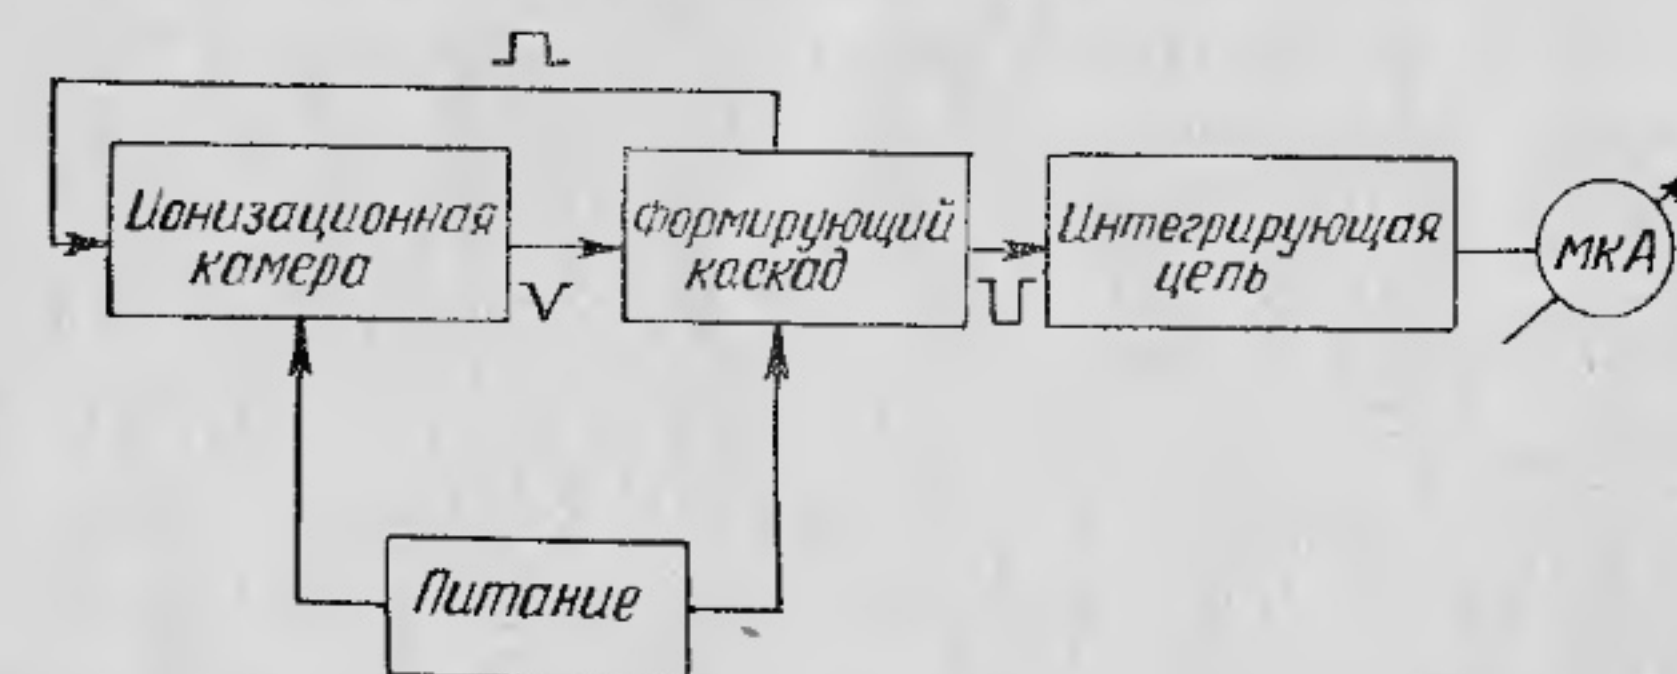 Ионизационная
камера
Формирующий
каскад
Интегрирующая
цепь
мкА
Питание